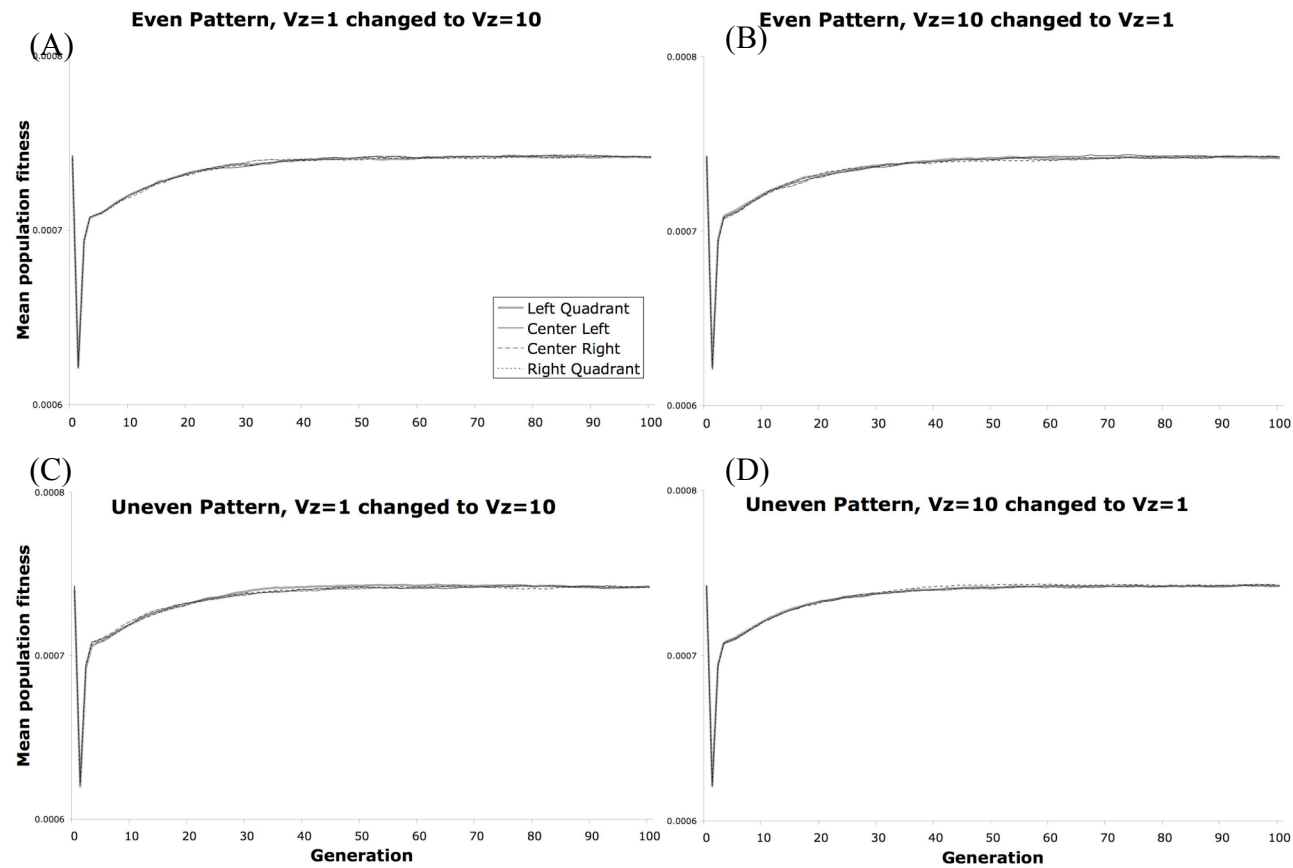 Even Pattern, Vz=1 changed to Vz=10
(A)
0.0008
0.0007
0.0006
Mean population fitness
Left Quadrant
Center Left
Center Right
Right Quadrant
0 10 20 30 40 50 60 70 80 90 100
Even Pattern, Vz=10 changed to Vz=1
(B)
0.0008
0.0007
0.0006
0 10 20 30 40 50 60 70 80 90 100
(C)
0.0008
Uneven Pattern, Vz=1 changed to Vz=10
0.0007
0.0006
Mean population fitness
0 10 20 30 40 50 60 70 80 90 100
Generation
(D)
0.0008
Uneven Pattern, Vz=10 changed to Vz=1
0.0007
0.0006
0 10 20 30 40 50 60 70 80 90 100
Generation